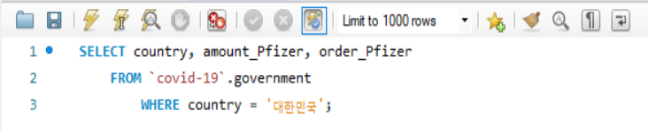 Limit to 1000 rows
1 SELECT country, amount_Pfizer, order_Pfizer
2 FROM `covid-19`.government
3 WHERE country = '대한민국';